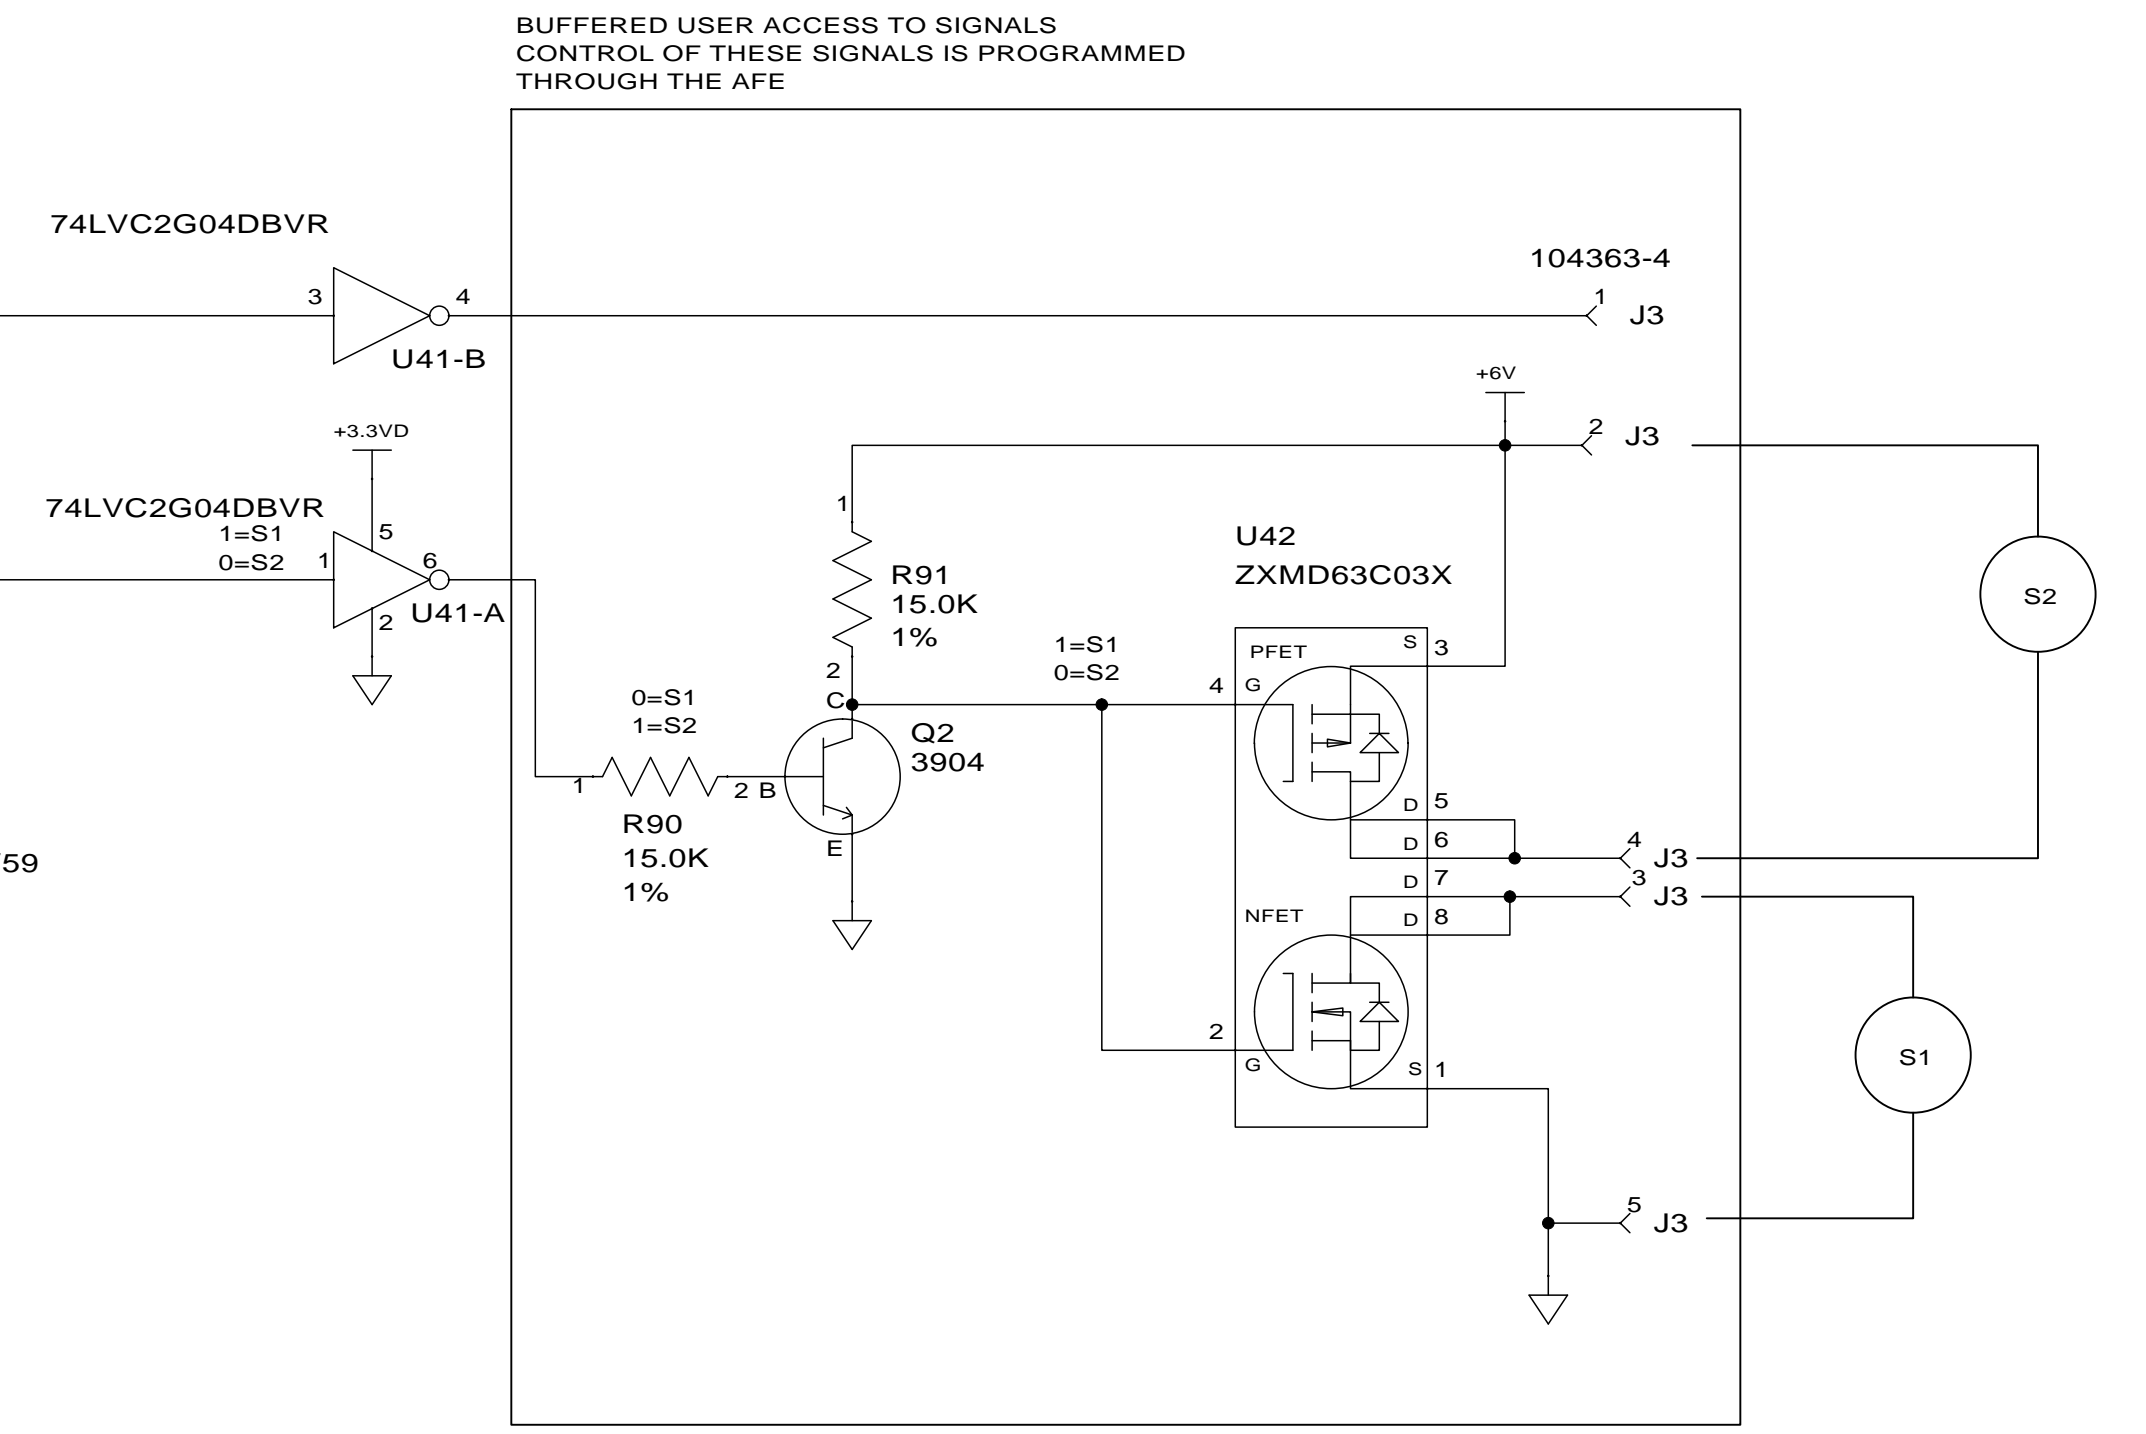 BUFFERED USER ACCESS TO SIGNALS
CONTROL OF THESE SIGNALS IS PROGRAMMED
THROUGH THE AFE
74LVC2G04DBVR
3
4
U41-B
104363-4
1
J3
+6V
2
J3
+3.3VD
74LVC2G04DBVR
1=S1
0=S2
1
5
6
2
U41-A
1
R91
15.0K
1%
2
C
0=S1
1=S2
1
2 B
R90
15.0K
1%
Q2
3904
E
1=S1
0=S2
U42
ZXMD63C03X
PFET
S 3
4
G
D 5
D 6
D 7
D 8
NFET
2
G
S 1
4
J3
3
J3
5
J3
S2
S1
59